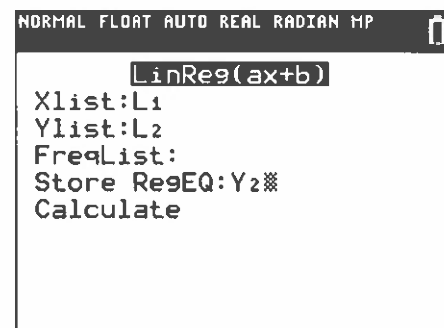 NORMAL FLOAT AUTO REAL RADIAN MP
LinReg(ax+b)
Xlist:L₁
Ylist:L₂
FreqList:
Store RegEQ:Y₂
Calculate